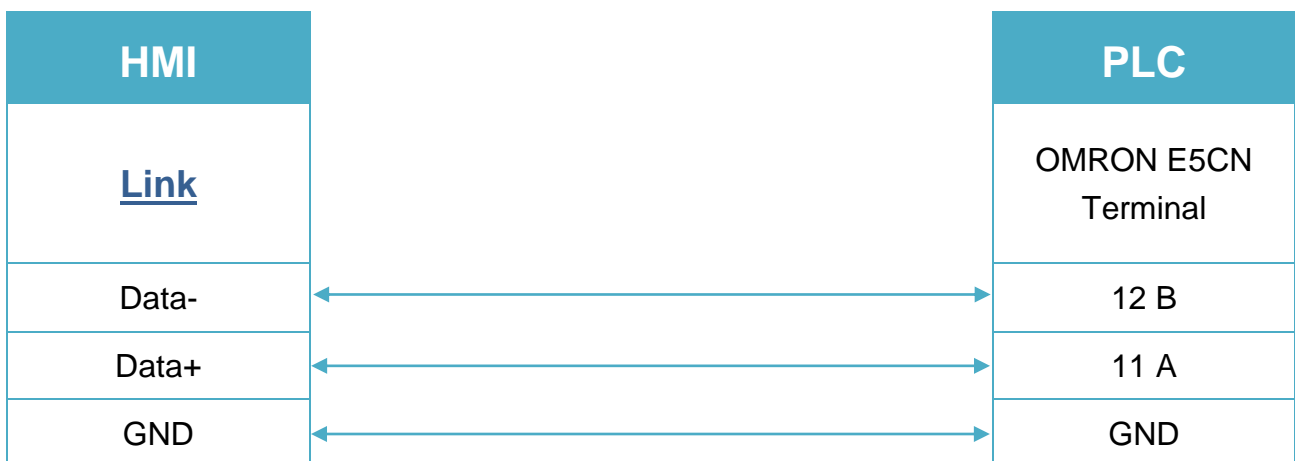 HMI
PLC
Link
OMRON E5CN
Terminal
Data-
12 B
Data+
11 A
GND
GND